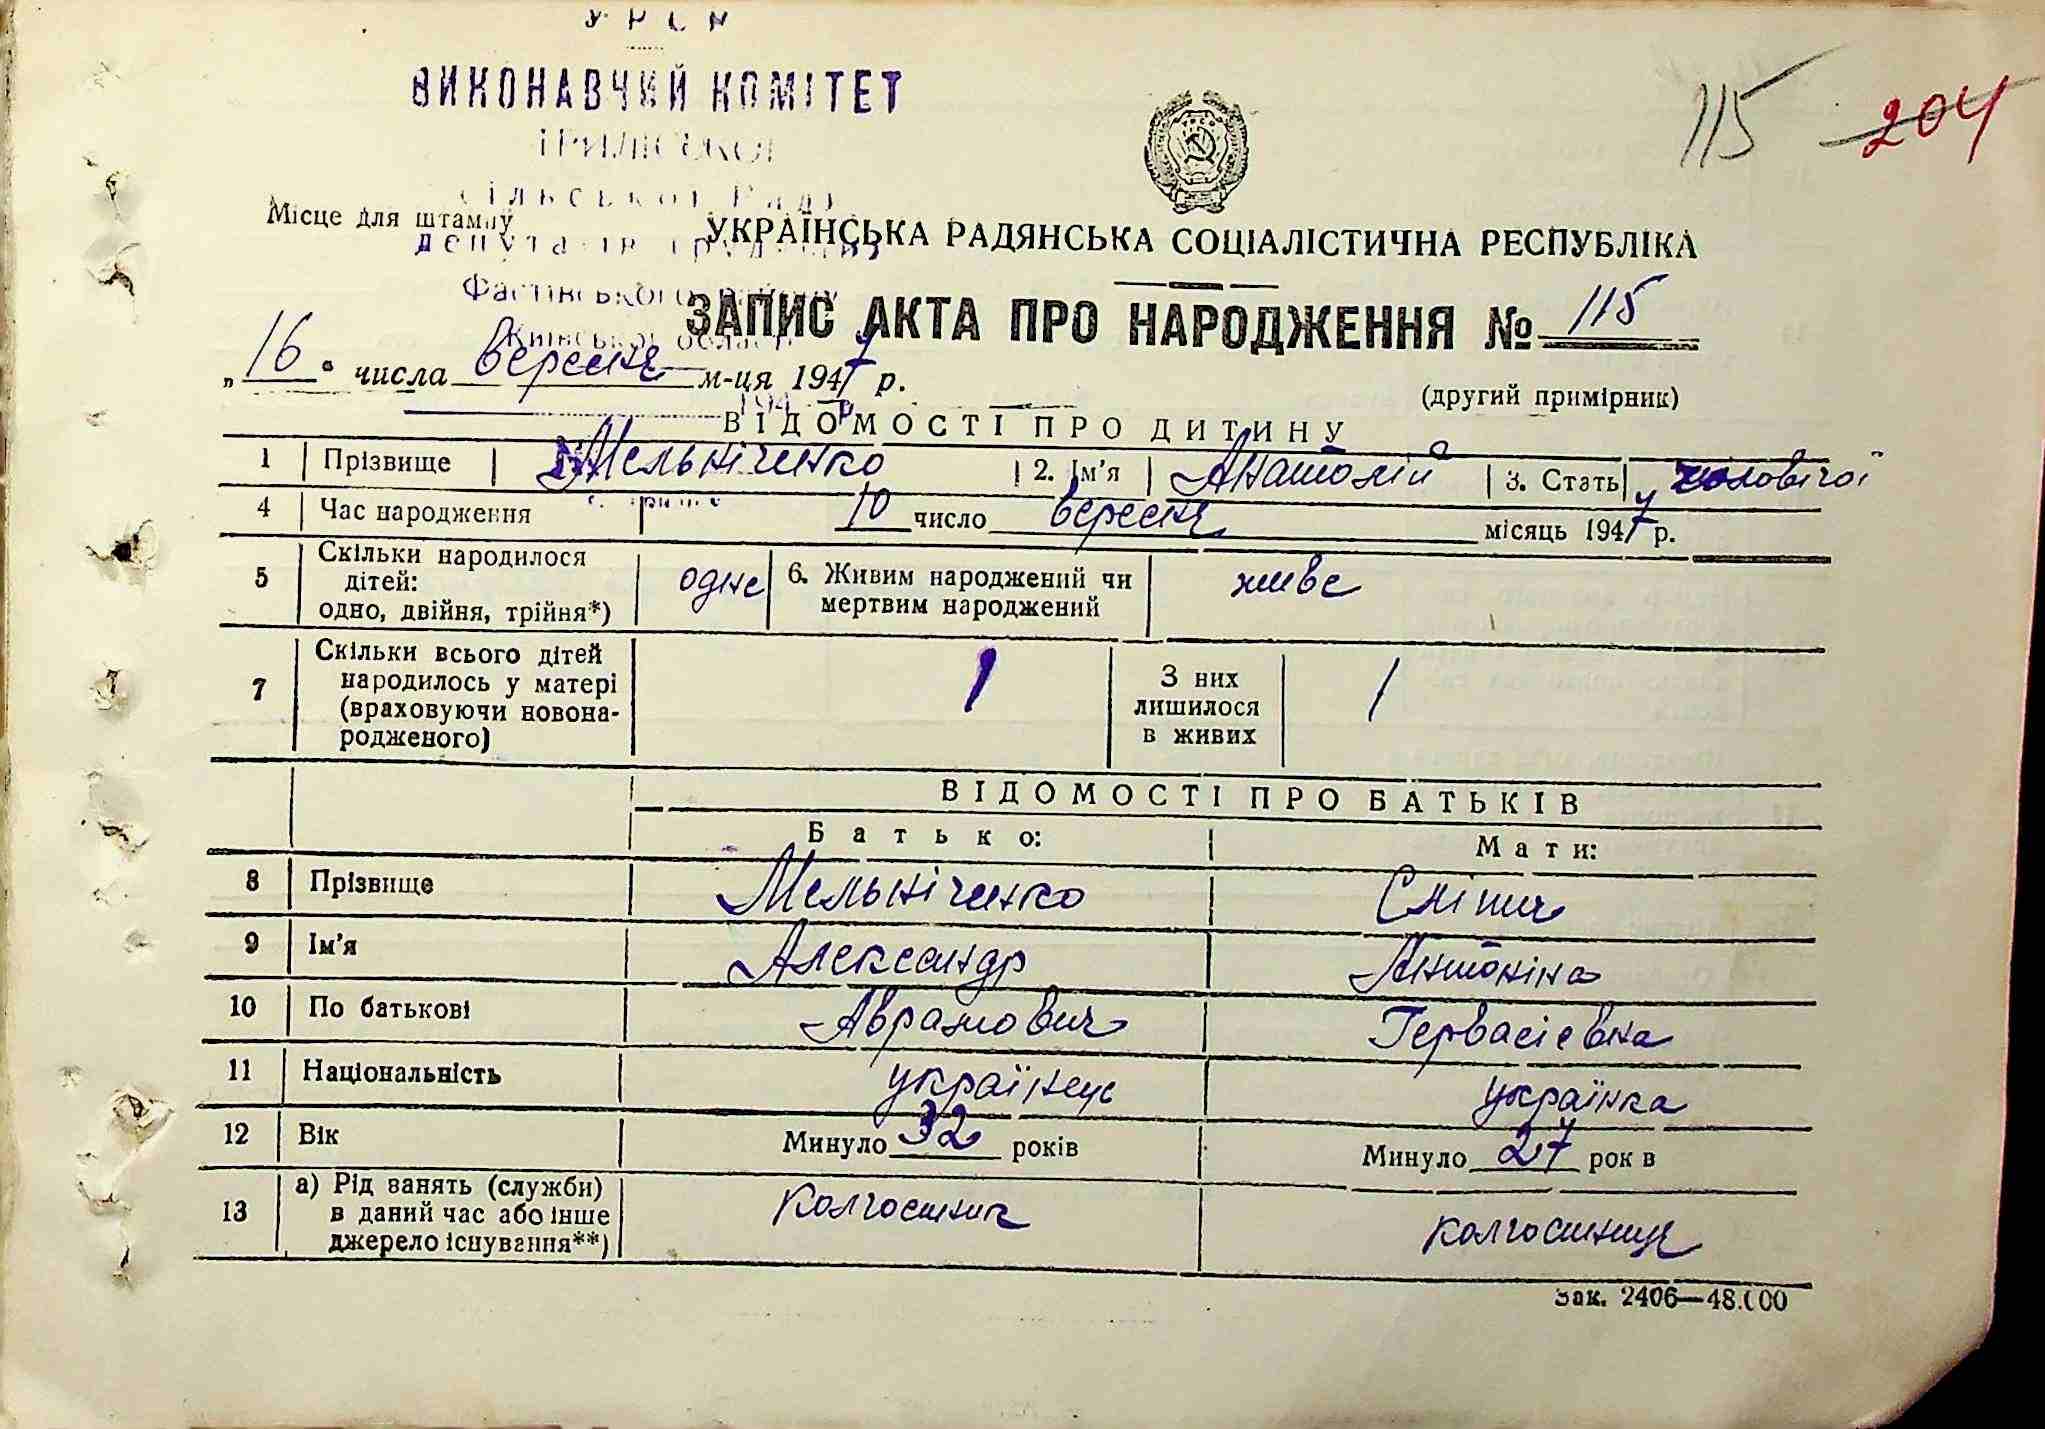 УРСР
ВИКОНАВЧИЙ КОМІТЕТ
сільської Ради
Місце для штампу
депутатів трудящих
УКРАЇНСЬКА РАДЯНСЬКА СОЦІАЛІСТИЧНА РЕСПУБЛІКА
115 204
Фастівського району
Київської області
ЗАПИС АКТА ПРО НАРОДЖЕННЯ № 115
„16“ числа вересня м-ця 1947 р.
(другий примірник)
194 р.
ВІДОМОСТІ ПРО ДИТИНУ
1 Прізвище Мельніченко 2. Ім’я Анатолій 3. Стать чоловічої
4 Час народження 10 число вересня місяць 1947 р.
5 Скільки народилося дітей: одно, двійня, трійня*) одне 6. Живим народжений чи мертвим народжений живе
7 Скільки всього дітей народилось у матері (враховуючи новонародженого) 1 З них лишилося в живих 1
ВІДОМОСТІ ПРО БАТЬКІВ
Батько: Мати:
8 Прізвище Мельніченко Сліпич
9 Ім’я Александр Антоніна
10 По батькові Аврамович Гервасієвна
11 Національність українець українка
12 Вік Минуло 32 років Минуло 27 рок в
13 а) Рід занять (служби) в даний час або інше джерело існування**) колгоспник колгоспниця
Зак. 2406—48.000